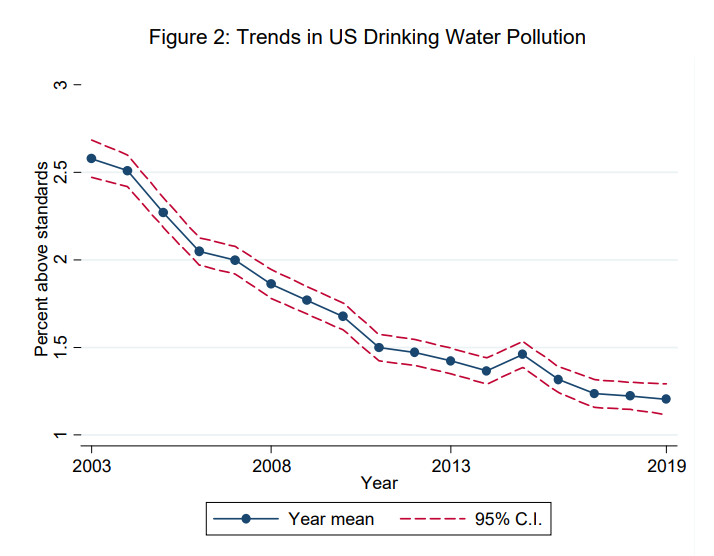 Figure 2: Trends in US Drinking Water Pollution
Percent above standards
3
2.5
2
1.5
1
2003 2008 2013 2019
Year
Year mean 95% C.I.